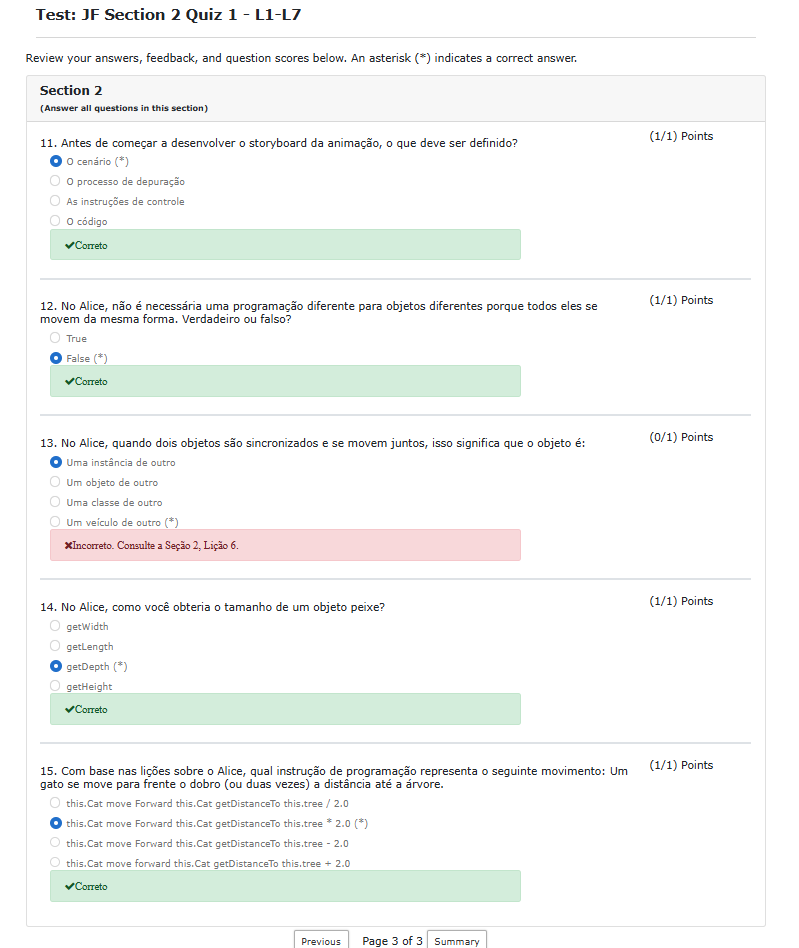 Test: JF Section 2 Quiz 1 - L1-L7
Review your answers, feedback, and question scores below. An asterisk (*) indicates a correct answer.
Section 2
(Answer all questions in this section)
11. Antes de começar a desenvolver o storyboard da animação, o que deve ser definido?
(1/1) Points
O cenário (*)
O processo de depuração
As instruções de controle
O código
✔Correto
12. No Alice, não é necessária uma programação diferente para objetos diferentes porque todos eles se
movem da mesma forma. Verdadeiro ou falso?
(1/1) Points
True
False (*)
✔Correto
13. No Alice, quando dois objetos são sincronizados e se movem juntos, isso significa que o objeto é:
(0/1) Points
Uma instância de outro
Um objeto de outro
Uma classe de outro
Um veículo de outro (*)
✖Incorreto. Consulte a Seção 2, Lição 6.
14. No Alice, como você obteria o tamanho de um objeto peixe?
(1/1) Points
getWidth
getLength
getDepth (*)
getHeight
✔Correto
15. Com base nas lições sobre o Alice, qual instrução de programação representa o seguinte movimento: Um
gato se move para frente o dobro (ou duas vezes) a distância até a árvore.
(1/1) Points
this.Cat move Forward this.Cat getDistanceTo this.tree / 2.0
this.Cat move Forward this.Cat getDistanceTo this.tree * 2.0 (*)
this.Cat move Forward this.Cat getDistanceTo this.tree - 2.0
this.Cat move forward this.Cat getDistanceTo this.tree + 2.0
✔Correto
Previous Page 3 of 3 Summary